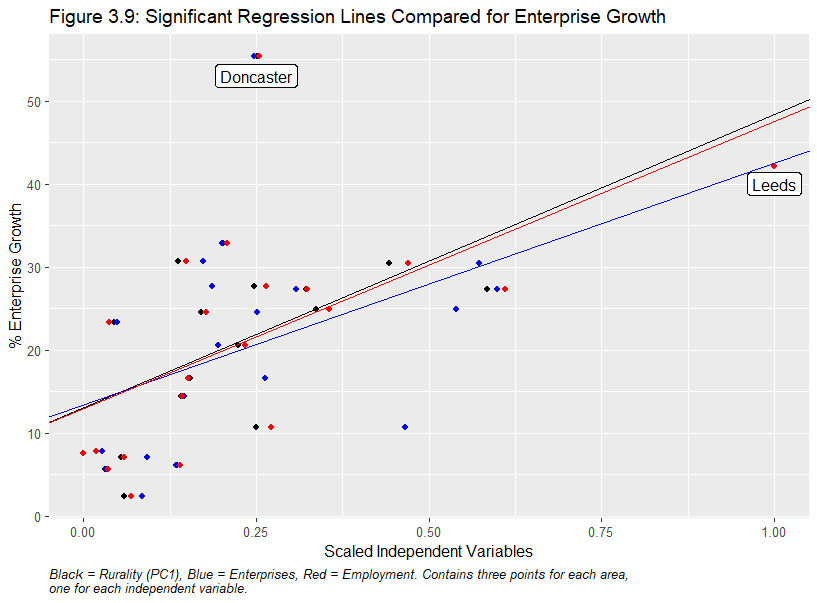 Figure 3.9: Significant Regression Lines Compared for Enterprise Growth
Doncaster
Leeds
% Enterprise Growth
50
40
30
20
10
0
0.00 0.25 0.50 0.75 1.00
Scaled Independent Variables
Black = Rurality (PC1), Blue = Enterprises, Red = Employment. Contains three points for each area,
one for each independent variable.